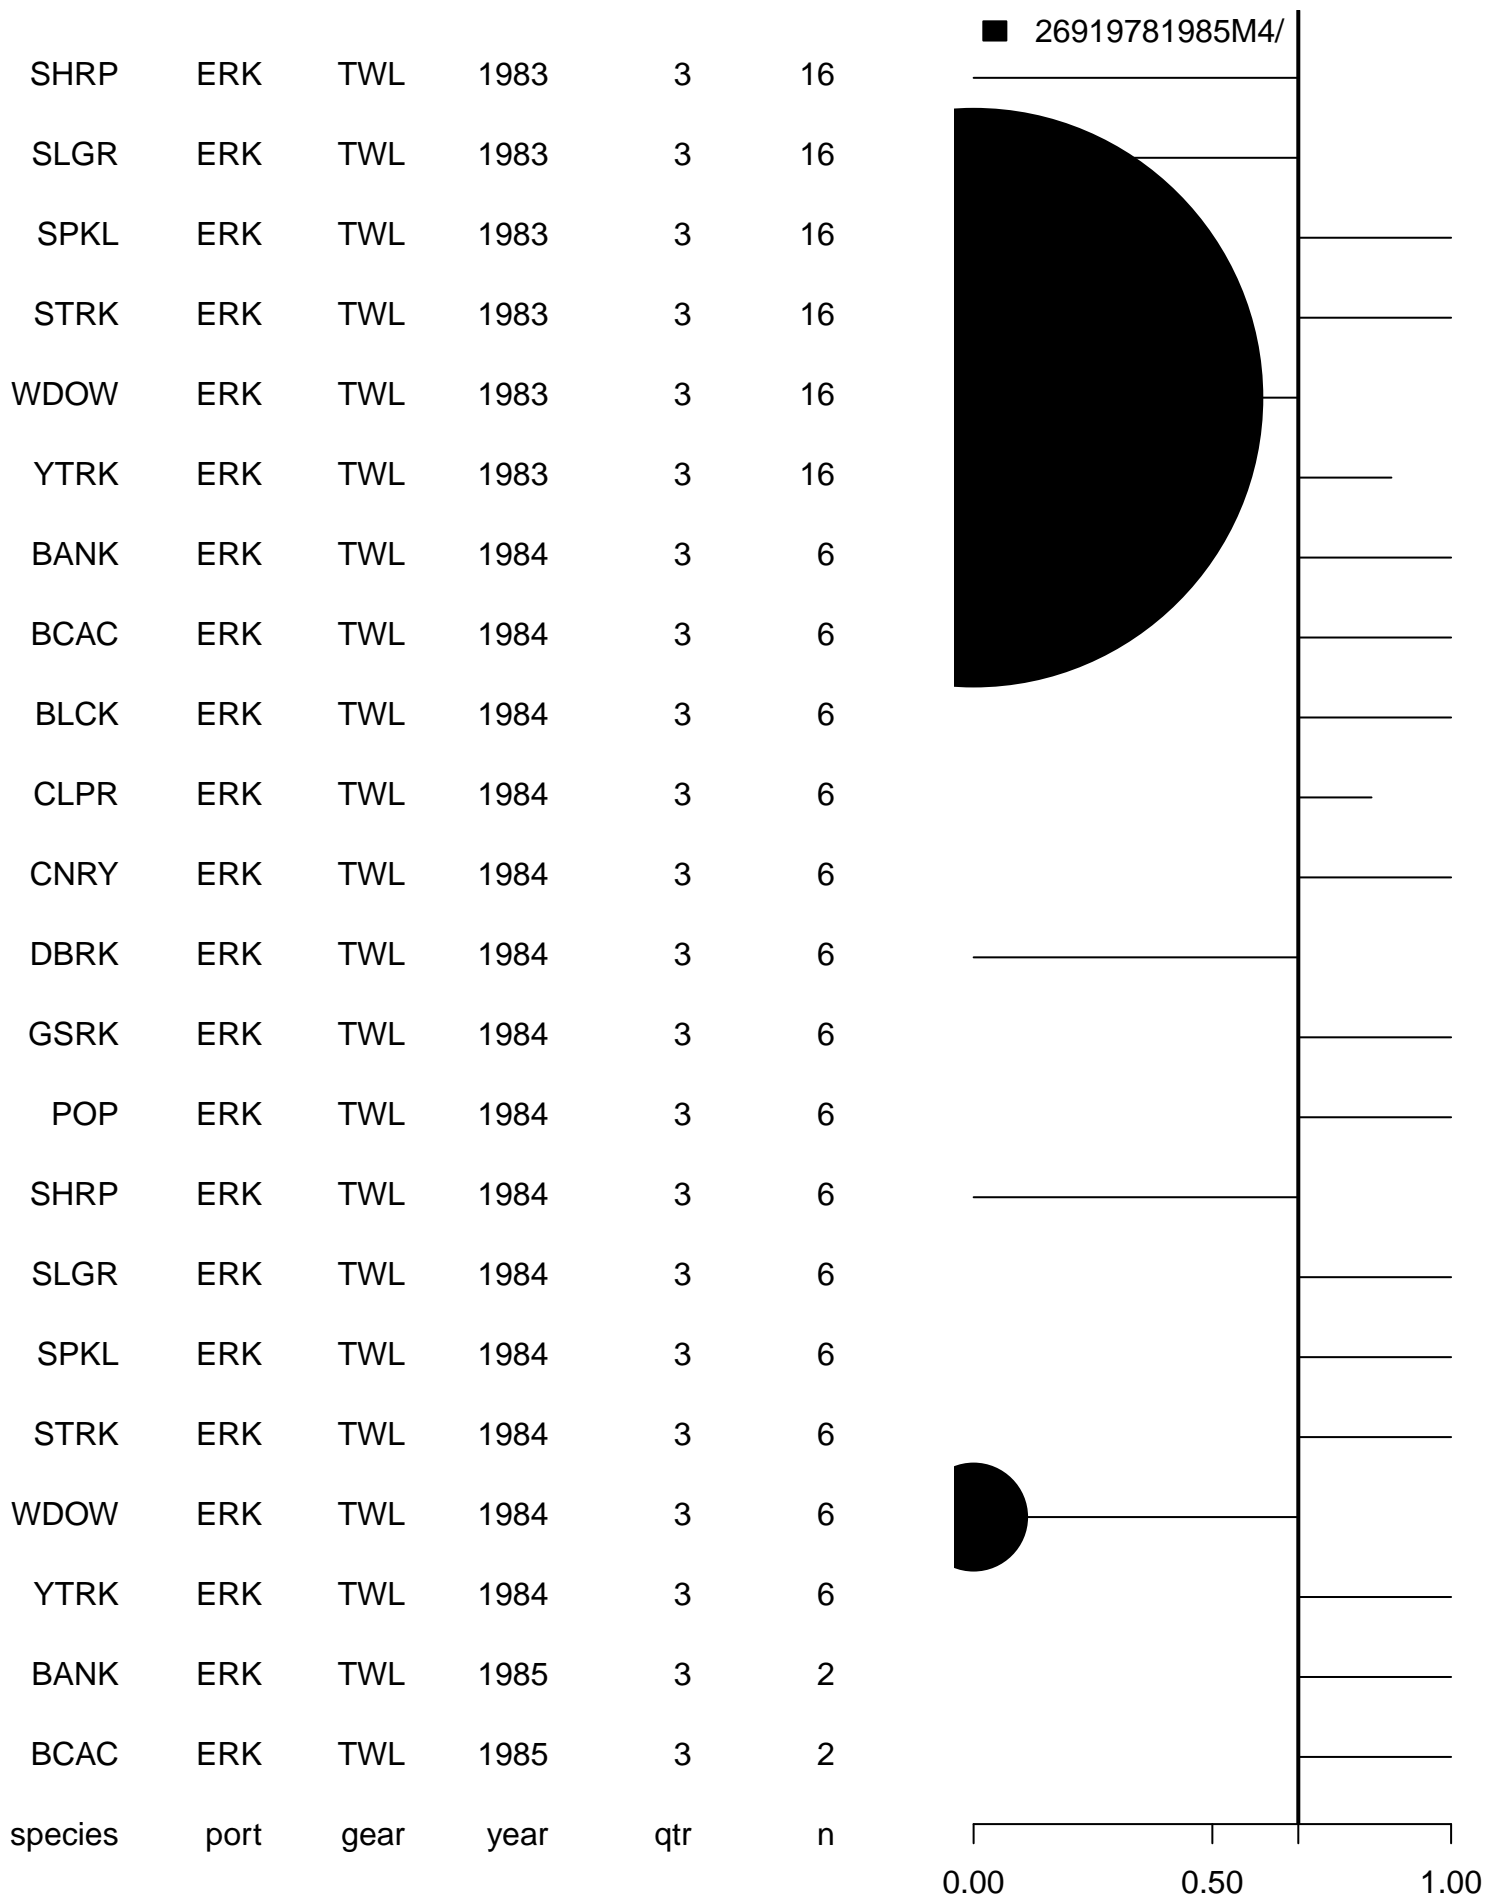 26919781985M4/
SHRP ERK TWL 1983 3 16
SLGR ERK TWL 1983 3 16
SPKL ERK TWL 1983 3 16
STRK ERK TWL 1983 3 16
WDOW ERK TWL 1983 3 16
YTRK ERK TWL 1983 3 16
BANK ERK TWL 1984 3 6
BCAC ERK TWL 1984 3 6
BLCK ERK TWL 1984 3 6
CLPR ERK TWL 1984 3 6
CNRY ERK TWL 1984 3 6
DBRK ERK TWL 1984 3 6
GSRK ERK TWL 1984 3 6
POP ERK TWL 1984 3 6
SHRP ERK TWL 1984 3 6
SLGR ERK TWL 1984 3 6
SPKL ERK TWL 1984 3 6
STRK ERK TWL 1984 3 6
WDOW ERK TWL 1984 3 6
YTRK ERK TWL 1984 3 6
BANK ERK TWL 1985 3 2
BCAC ERK TWL 1985 3 2
species port gear year qtr n
0.00 0.50 1.00